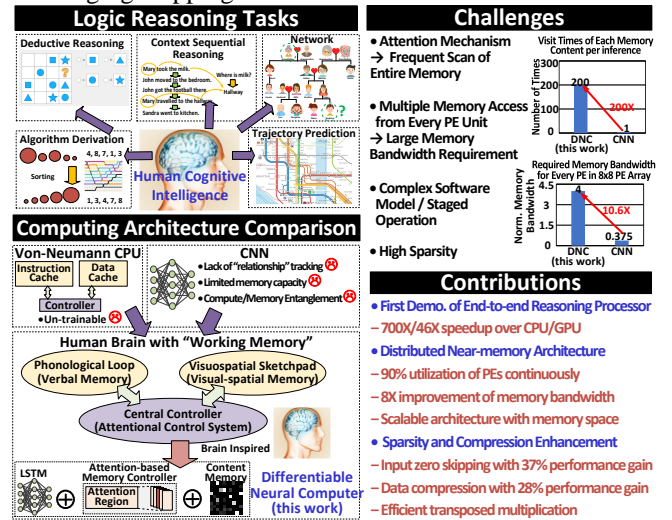 Logic Reasoning Tasks
Deductive Reasoning
?
Context Sequential
Reasoning
Mary took the milk.
John moved to the bedroom.
John got the football there.
Mary travelled to the hallway.
Sandra went to kitchen.
Where is milk?
Hallway
Network
?
Algorithm Derivation
4, 8, 7, 1, 3
Sorting
1, 3, 4, 7, 8
Human Cognitive
Intelligence
Trajectory Prediction
Computing Architecture Comparison
Von-Neumann CPU
Instruction
Cache
Data
Cache
Controller
• Un-trainable
CNN
• Lack of "relationship" tracking
• Limited memory capacity
• Compute/Memory Entanglement
Human Brain with "Working Memory"
Phonological Loop
(Verbal Memory)
Visuospatial Sketchpad
(Visual-spatial Memory)
Central Controller
(Attentional Control System)
Brain Inspired
LSTM
Attention-based
Memory Controller
Attention
Region
Content
Memory
Differentiable
Neural Computer
(this work)
Challenges
• Attention Mechanism
→ Frequent Scan of
Entire Memory
• Multiple Memory Access
from Every PE Unit
→ Large Memory
Bandwidth Requirement
• Complex Software
Model / Staged
Operation
• High Sparsity
Visit Times of Each Memory
Content per inference
Number of Times
300
200
100
0
200
200X
1
DNC
(this work)
CNN
Required Memory Bandwidth
for Every PE in 8x8 PE Array
Norm. Memory
Bandwidth
4.5
3
1.5
0
4
10.6X
0.375
DNC
(this work)
CNN
Contributions
• First Demo. of End-to-end Reasoning Processor
– 700X/46X speedup over CPU/GPU
• Distributed Near-memory Architecture
– 90% utilization of PEs continuously
– 8X improvement of memory bandwidth
– Scalable architecture with memory space
• Sparsity and Compression Enhancement
– Input zero skipping with 37% performance gain
– Data compression with 28% performance gain
– Efficient transposed multiplication